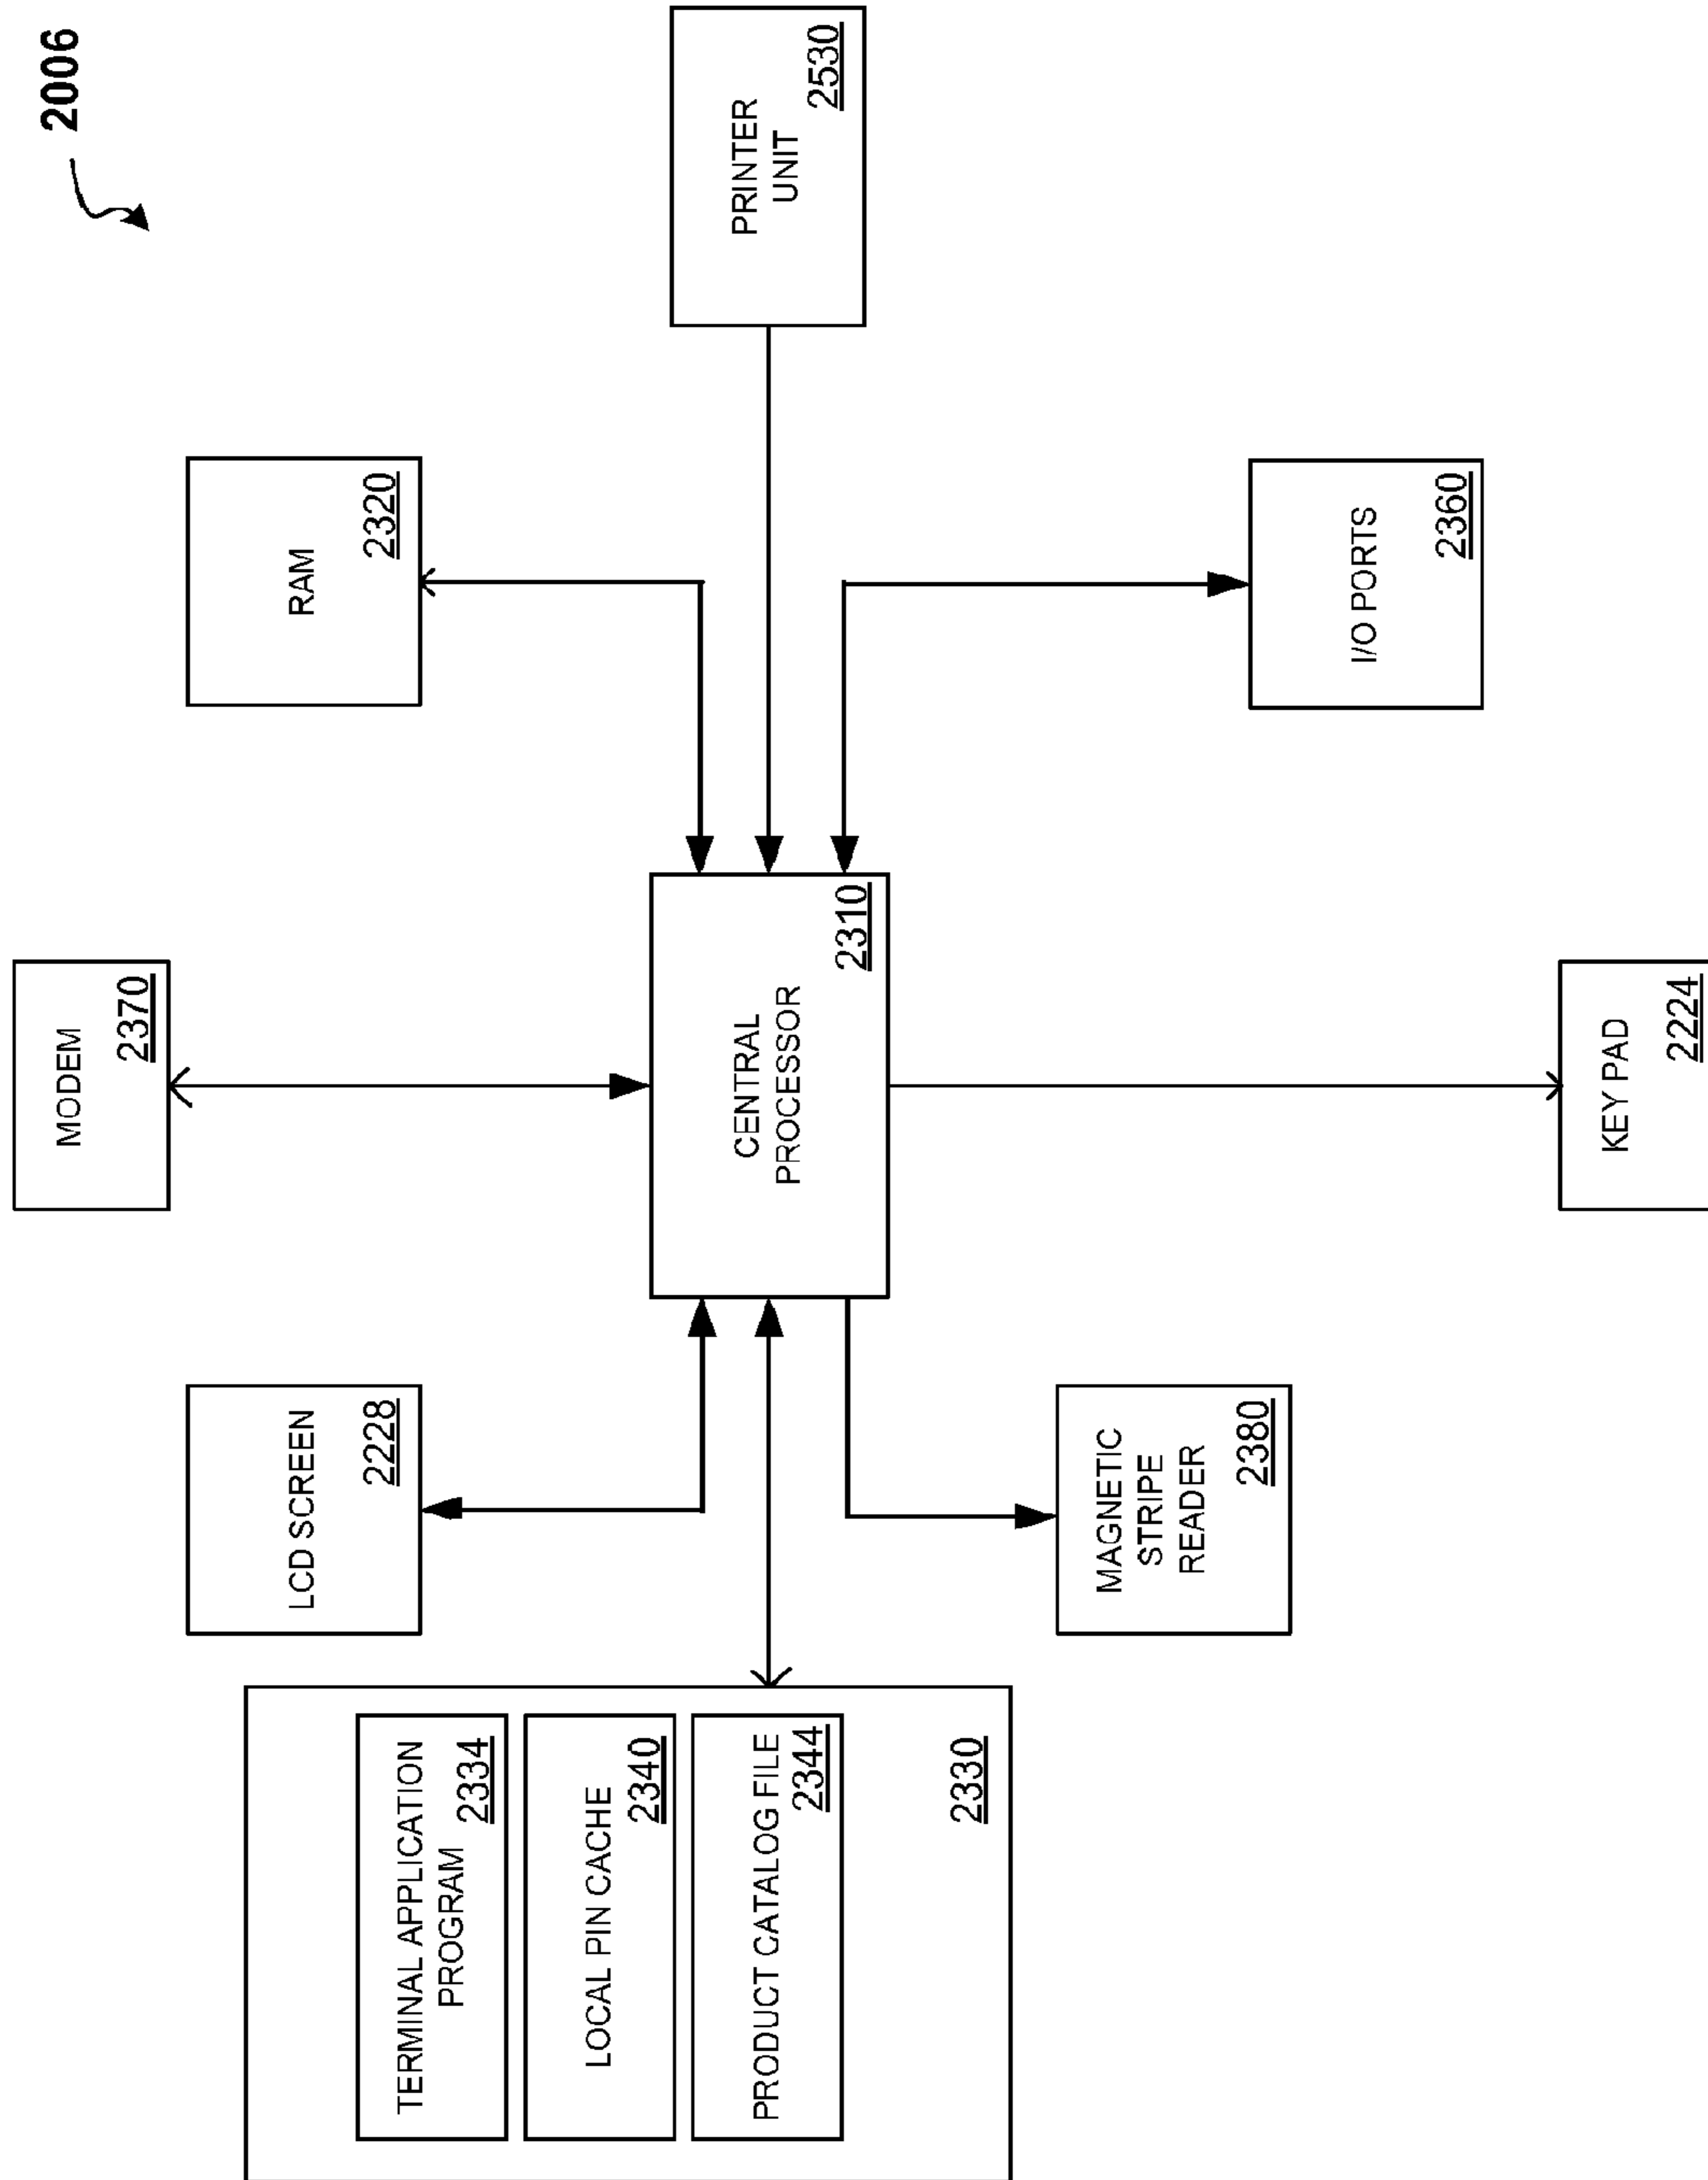 2006
TERMINAL APPLICATION
PROGRAM
2334
LOCAL PIN CACHE
2340
PRODUCT CATALOG FILE
2344
2330
LCD SCREEN
2228
MAGNETIC
STRIPE
READER
2380
MODEM
2370
CENTRAL
PROCESSOR
2310
KEY PAD
2224
RAM
2320
I/O PORTS
2360
PRINTER
UNIT
2530